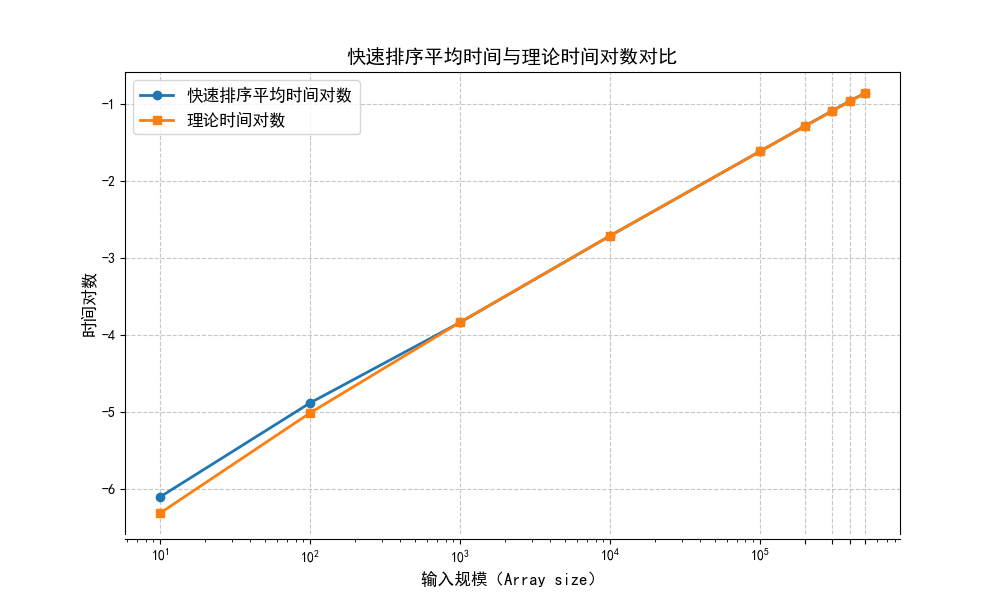 快速排序平均时间与理论时间对数对比
快速排序平均时间对数
理论时间对数
时间对数
−1
−2
−3
−4
−5
−6
10¹
10²
10³
10⁴
10⁵
输入规模（Array size）